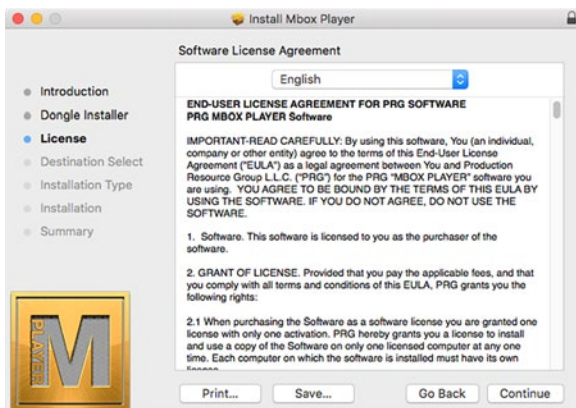 Install Mbox Player
Software License Agreement
Introduction
Dongle Installer
License
Destination Select
Installation Type
Installation
Summary
English
END-USER LICENSE AGREEMENT FOR PRG SOFTWARE
PRG MBOX PLAYER Software
IMPORTANT-READ CAREFULLY: By using this software, You (an individual,
company or other entity) agree to the terms of this End-User License
Agreement ("EULA") as a legal agreement between You and Production
Resource Group L.L.C. ("PRG") for the PRG "MBOX PLAYER" software you
are using. YOU AGREE TO BE BOUND BY THE TERMS OF THIS EULA BY
USING THE SOFTWARE. IF YOU DO NOT AGREE, DO NOT USE THE
SOFTWARE.
1. Software. This software is licensed to you as the purchaser of the
software.
2. GRANT OF LICENSE. Provided that you pay the applicable fees, and that
you comply with all terms and conditions of this EULA, PRG grants you the
following rights:
2.1 When purchasing the Software as a software license you are granted one
license with only one activation. PRG hereby grants you a license to install
and use a copy of the Software on only one licensed computer at any one
time. Each computer on which the software is installed must have its own
license.
M
PLAYER
Print...
Save...
Go Back
Continue